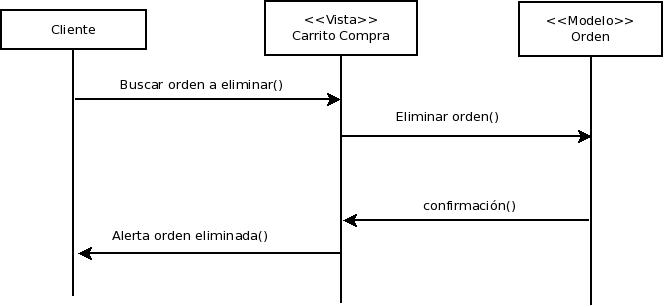 Cliente
<<Vista>>
Carrito Compra
<<Modelo>>
Orden
Buscar orden a eliminar()
Eliminar orden()
confirmación()
Alerta orden eliminada()